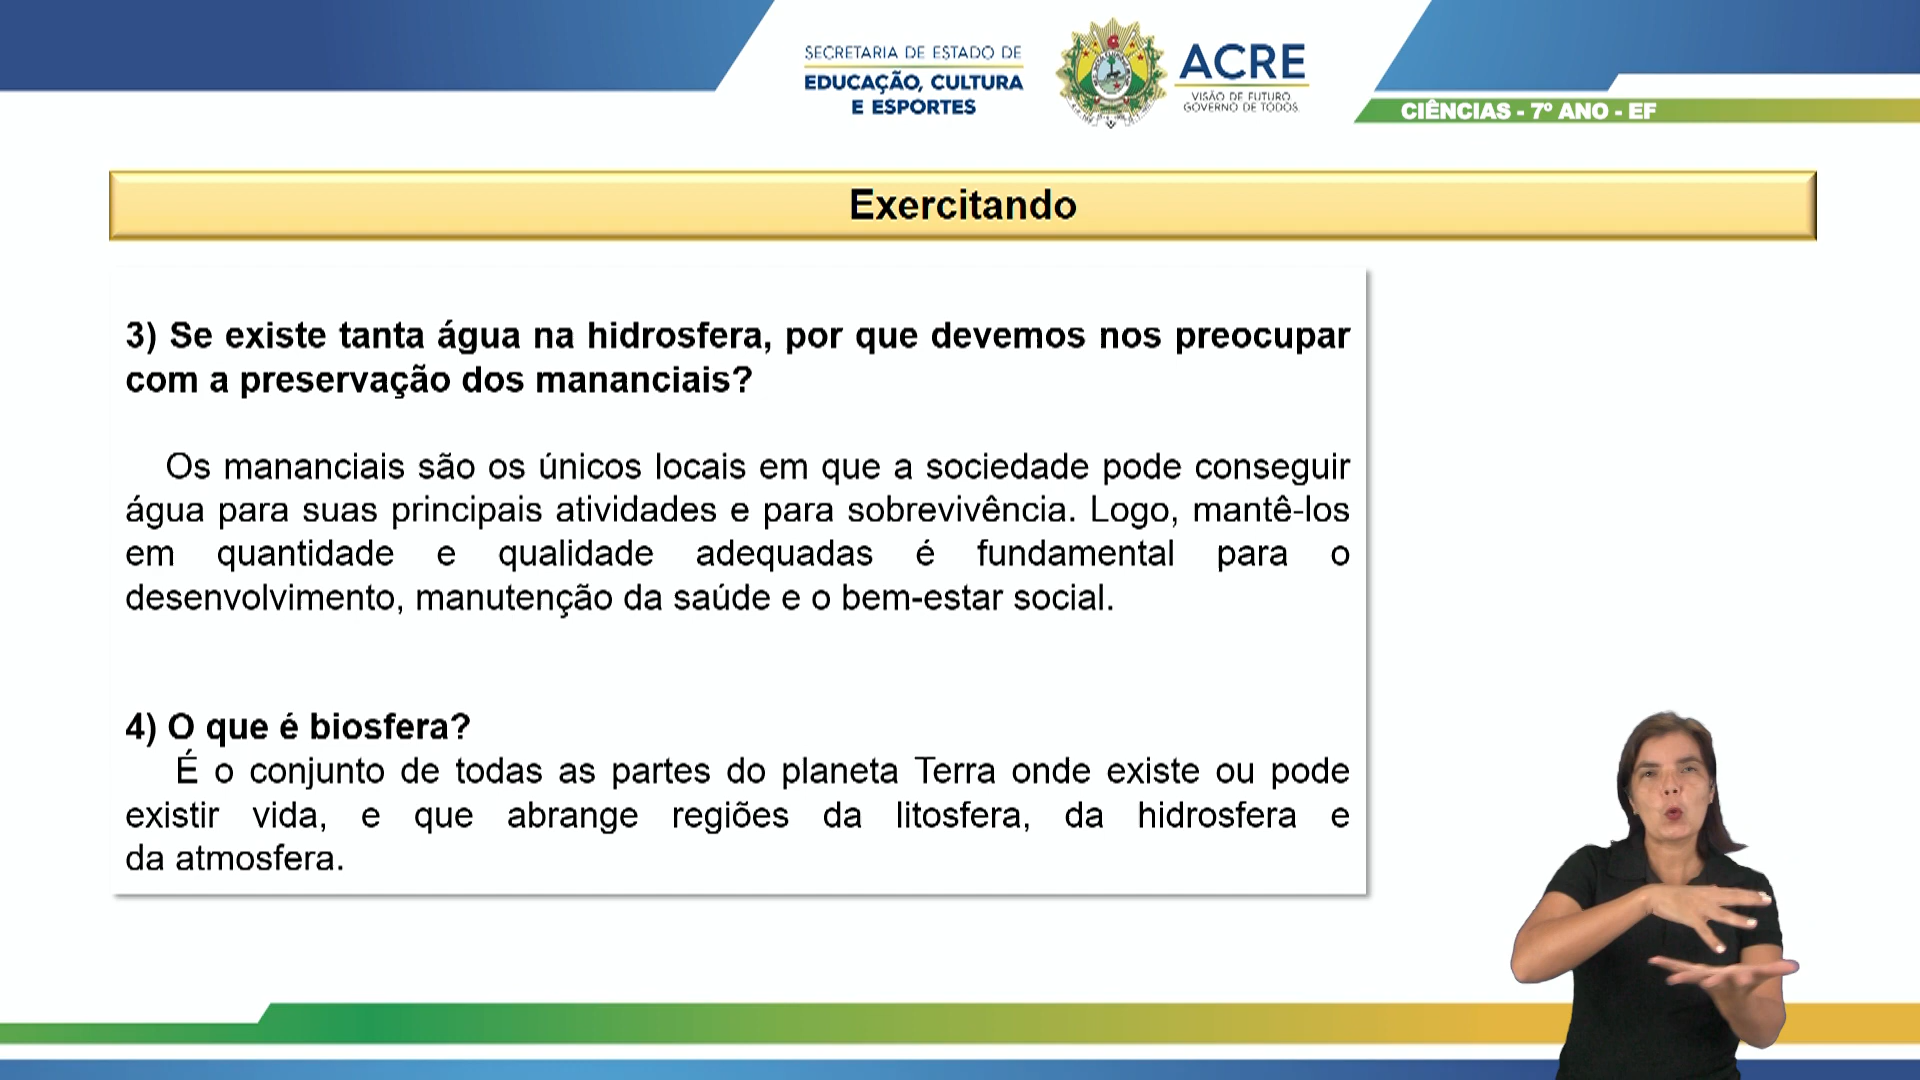 SECRETARIA DE ESTADO DE
EDUCAÇÃO, CULTURA
E ESPORTES
ACRE
VISÃO DE FUTURO.
GOVERNO DE TODOS.
CIÊNCIAS - 7º ANO - EF
Exercitando
3) Se existe tanta água na hidrosfera, por que devemos nos preocupar
com a preservação dos mananciais?
Os mananciais são os únicos locais em que a sociedade pode conseguir
água para suas principais atividades e para sobrevivência. Logo, mantê-los
em quantidade e qualidade adequadas é fundamental para o
desenvolvimento, manutenção da saúde e o bem-estar social.
4) O que é biosfera?
É o conjunto de todas as partes do planeta Terra onde existe ou pode
existir vida, e que abrange regiões da litosfera, da hidrosfera e
da atmosfera.